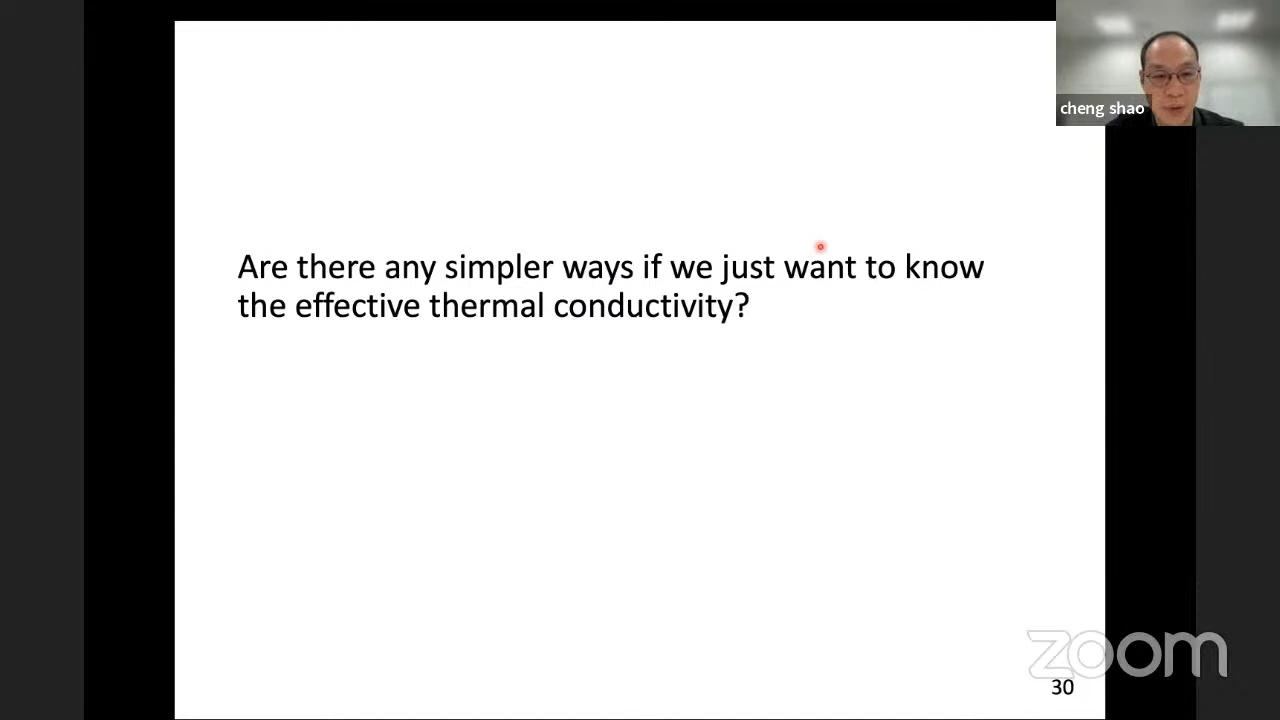 cheng shao
Are there any simpler ways if we just want to know
the effective thermal conductivity?
zoom
30